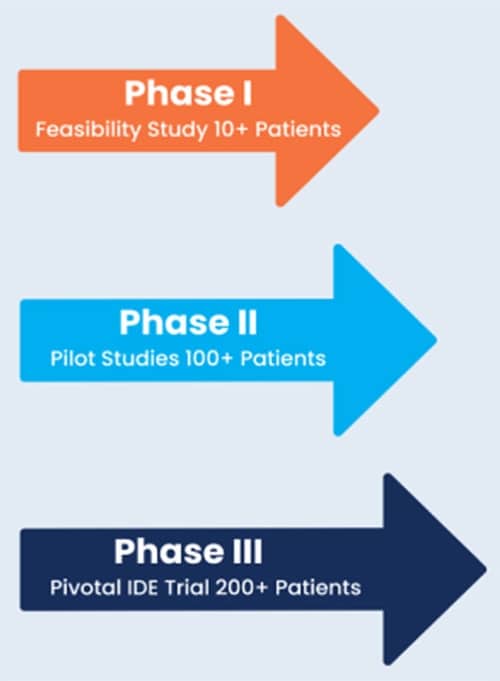 Phase I
Feasibility Study 10+ Patients
Phase II
Pilot Studies 100+ Patients
Phase III
Pivotal IDE Trial 200+ Patients